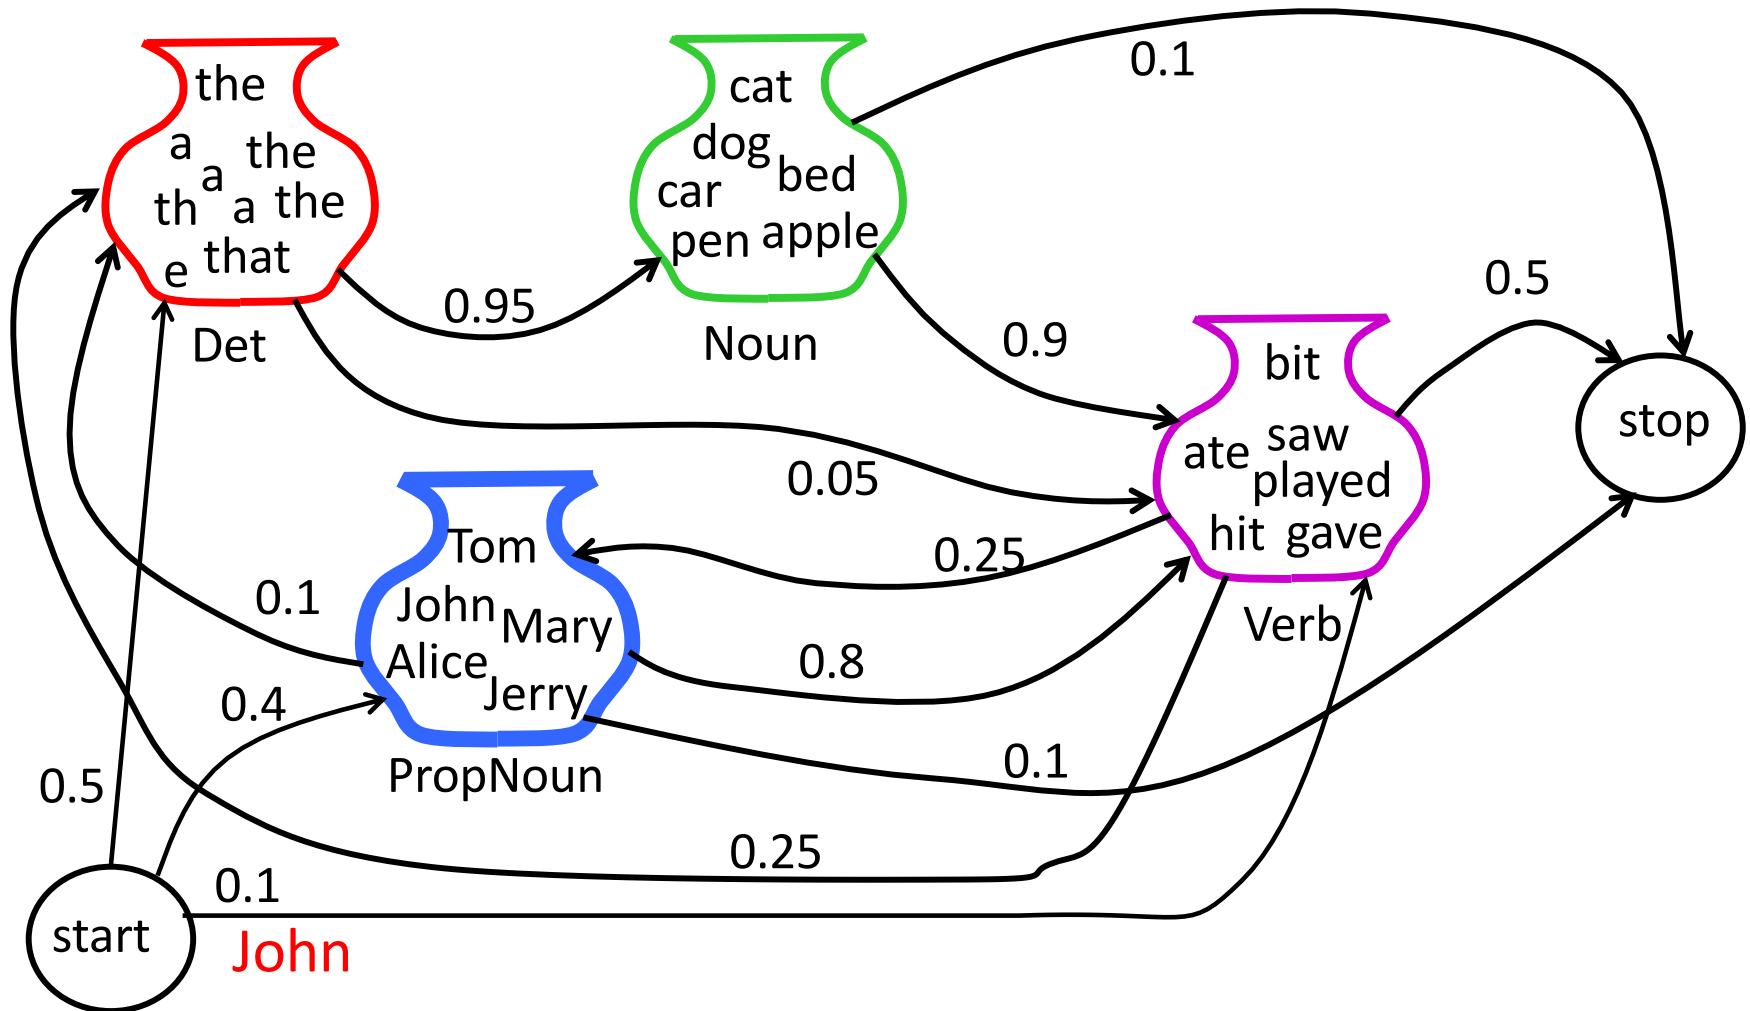 the
a
the
a
th
a
the
e
that
Det
cat
dog
bed
car
pen
apple
Noun
0.1
0.95
0.9
0.5
bit
saw
ate
played
hit
gave
Verb
stop
0.05
0.25
Tom
John
Mary
Alice
Jerry
PropNoun
0.1
0.8
0.4
0.1
0.5
0.25
0.1
start
John